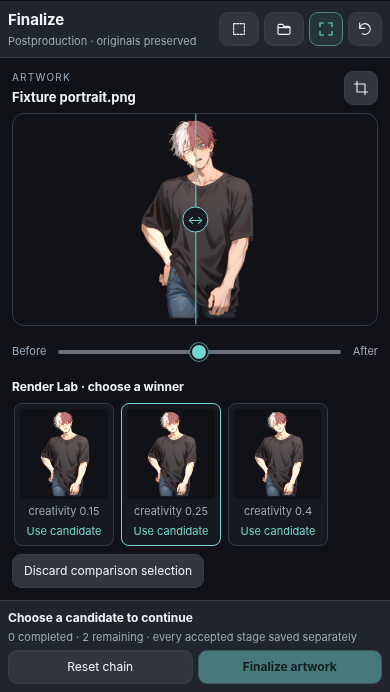 Finalize
Postproduction · originals preserved
ARTWORK
Fixture portrait.png
Before
After
Render Lab · choose a winner
creativity 0.15
Use candidate
creativity 0.25
Use candidate
creativity 0.4
Use candidate
Discard comparison selection
Choose a candidate to continue
0 completed · 2 remaining · every accepted stage saved separately
Reset chain
Finalize artwork